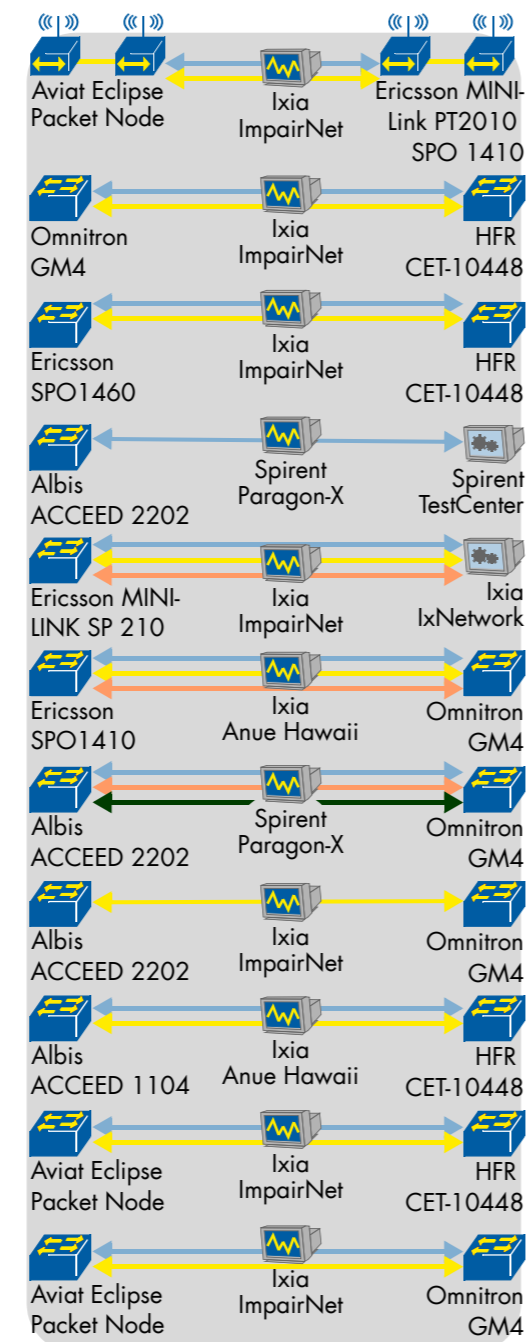 Aviat Eclipse
Packet Node
Ixia
ImpairNet
Ericsson MINI-
Link PT2010
SPO 1410
Omnitron
GM4
Ixia
ImpairNet
HFR
CET-10448
Ericsson
SPO1460
Ixia
ImpairNet
HFR
CET-10448
Albis
ACCEED 2202
Spirent
Paragon-X
Spirent
TestCenter
Ericsson MINI-
LINK SP 210
Ixia
ImpairNet
Ixia
IxNetwork
Ericsson
SPO1410
Ixia
Anue Hawaii
Omnitron
GM4
Albis
ACCEED 2202
Spirent
Paragon-X
Omnitron
GM4
Albis
ACCEED 2202
Ixia
ImpairNet
Omnitron
GM4
Albis
ACCEED 1104
Ixia
Anue Hawaii
HFR
CET-10448
Aviat Eclipse
Packet Node
Ixia
ImpairNet
HFR
CET-10448
Aviat Eclipse
Packet Node
Ixia
ImpairNet
Omnitron
GM4